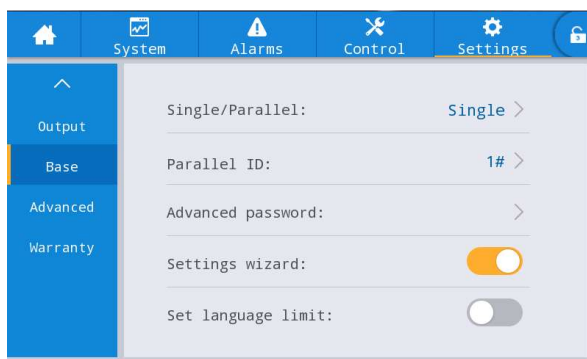 System
Alarms
Control
Settings
Output
Base
Advanced
Warranty
Single/Parallel: Single
Parallel ID: 1#
Advanced password:
Settings wizard:
Set language limit: